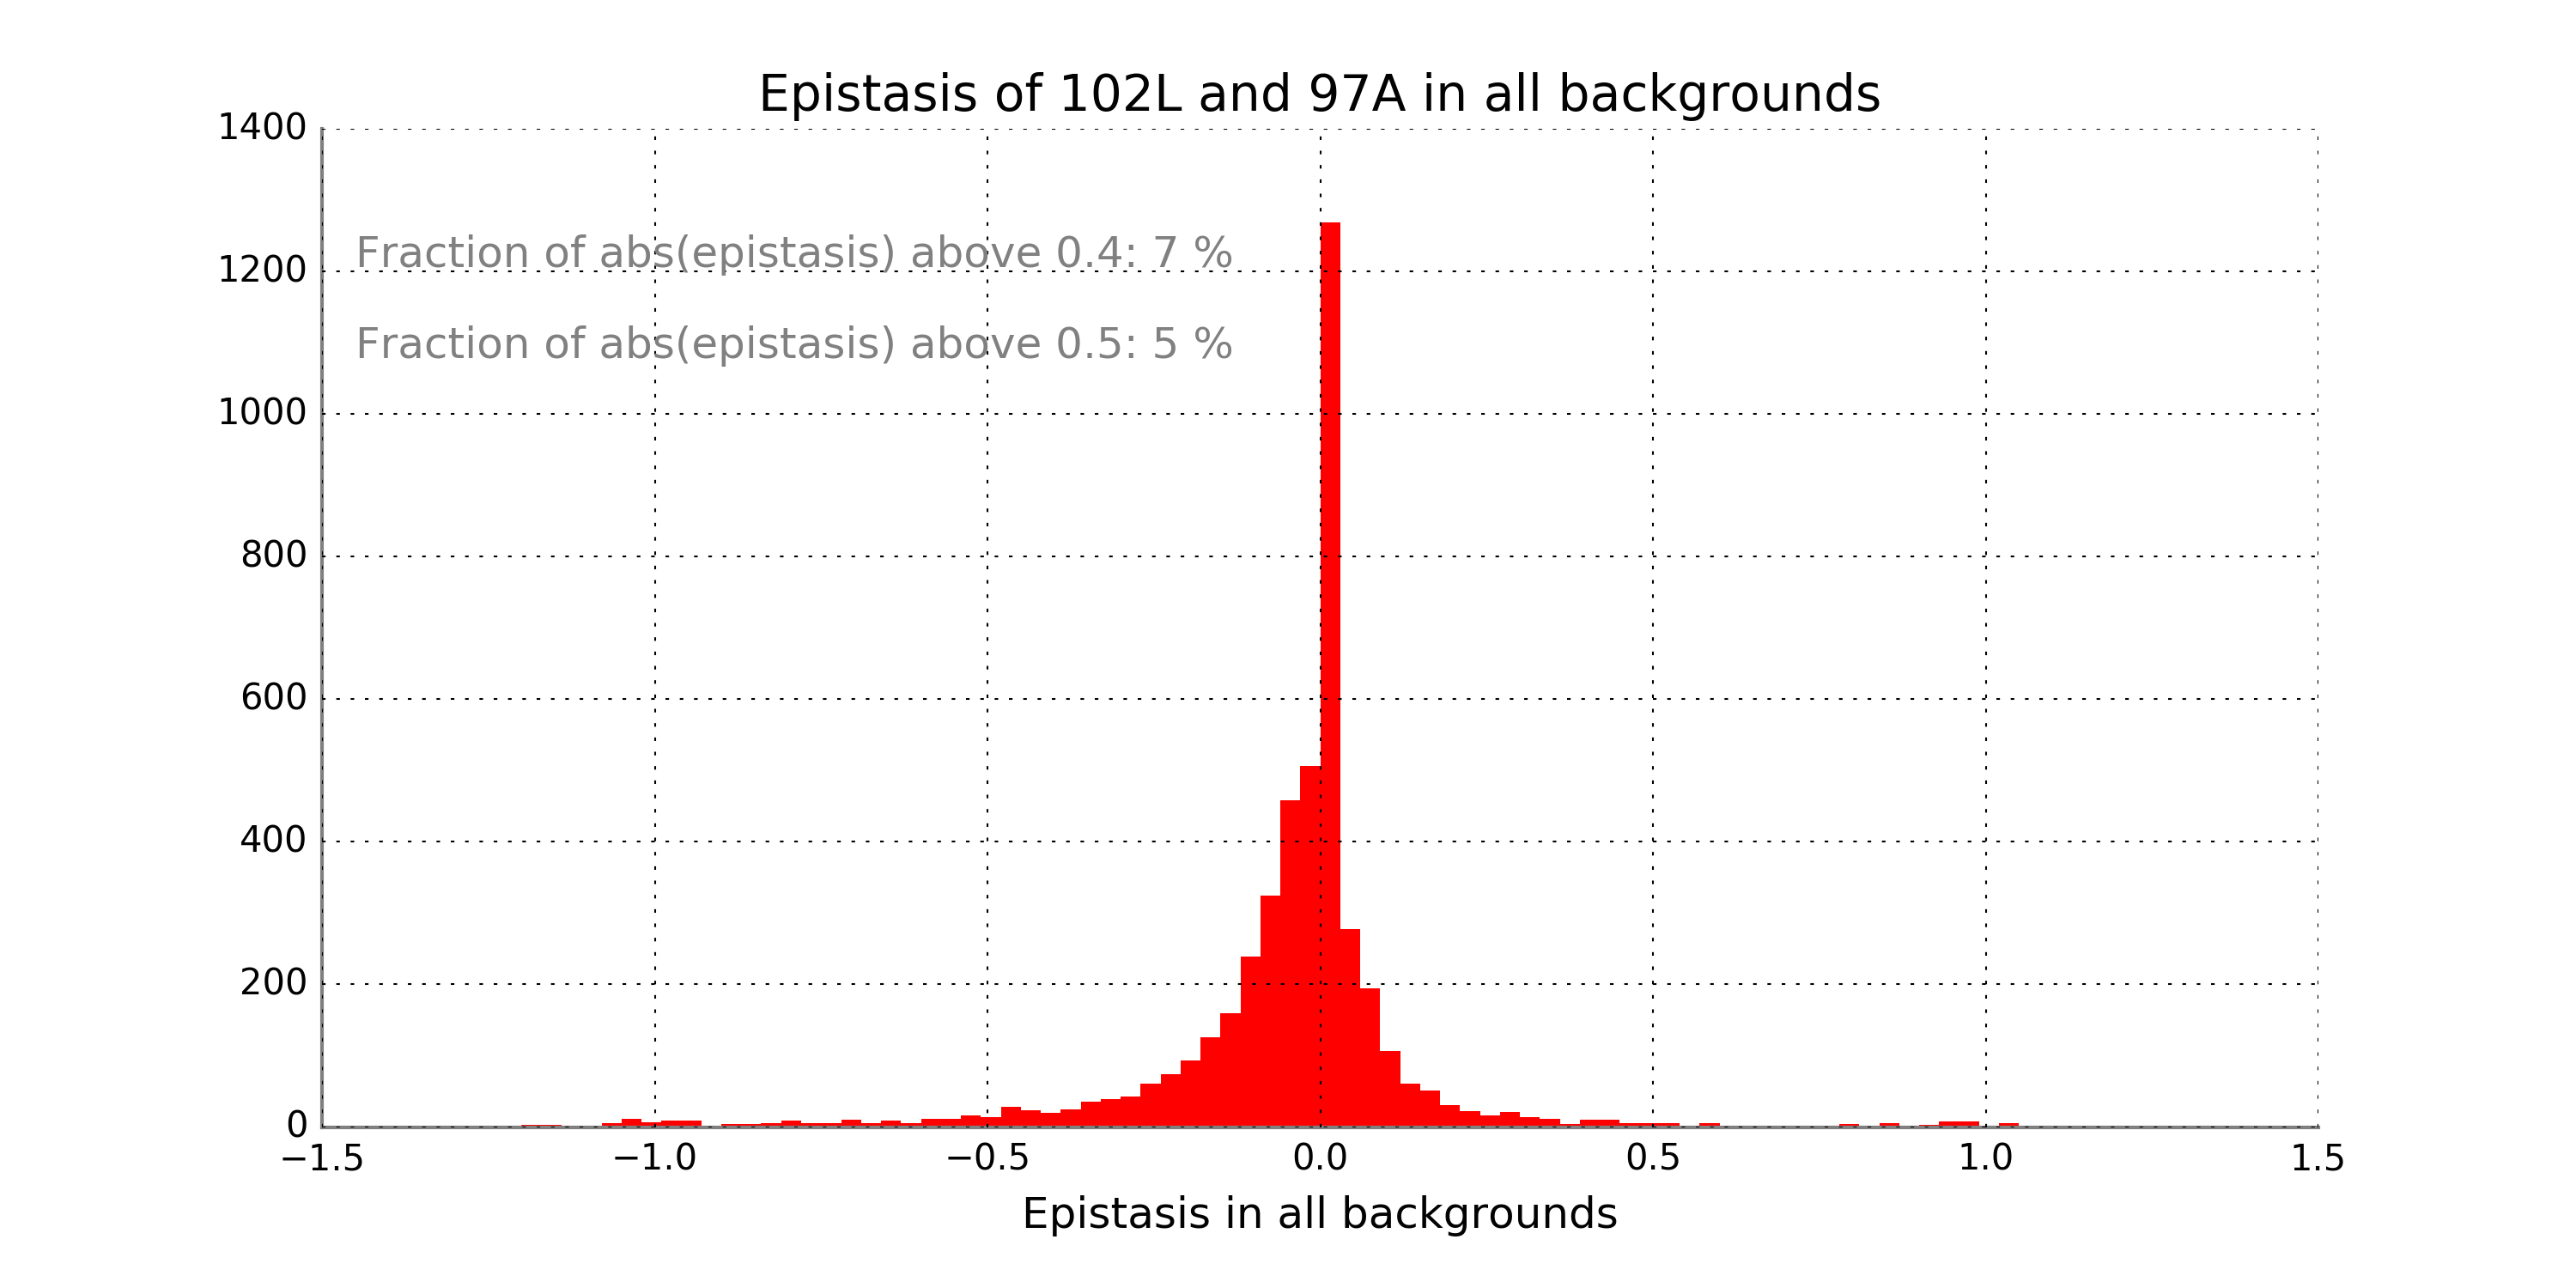 Epistasis of 102L and 97A in all backgrounds
1400
1200
1000
800
600
400
200
0
Fraction of abs(epistasis) above 0.4: 7 %
Fraction of abs(epistasis) above 0.5: 5 %
−1.5 −1.0 −0.5 0.0 0.5 1.0 1.5
Epistasis in all backgrounds